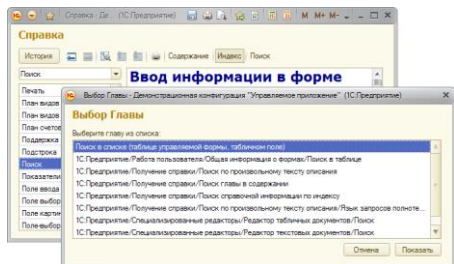 Справка - Де... (1С:Предприятие) M M+ M-
Справка
История Содержание Индекс Поиск
Поиск
Ввод информации в форме
Печать
План видов
План видов
План счетов
Поддержка
Подстрока
Поиск
Показатели
Поле ввода
Поле выбор
Поле картин
Поле-выбор
Выбор Главы - Демонстрационная конфигурация "Управляемое приложение" (1С:Предприятие)
Выбор Главы
Выберите главу из списка:
Поиск в списке (таблице управляемой формы, табличном поле)
1С:Предприятие/Работа пользователя/Общая информация о формах/Поиск в таблице
1С:Предприятие/Получение справки/Поиск по произвольному тексту описания
1С:Предприятие/Получение справки/Поиск главы в содержании
1С:Предприятие/Получение справки/Поиск справочной информации по индексу
1С:Предприятие/Получение справки/Поиск по произвольному тексту описания/Язык запросов полноте...
1С:Предприятие/Специализированные редакторы/Редактор табличных документов/Поиск
1С:Предприятие/Специализированные редакторы/Редактор текстовых документов/Поиск
Отмена Показать